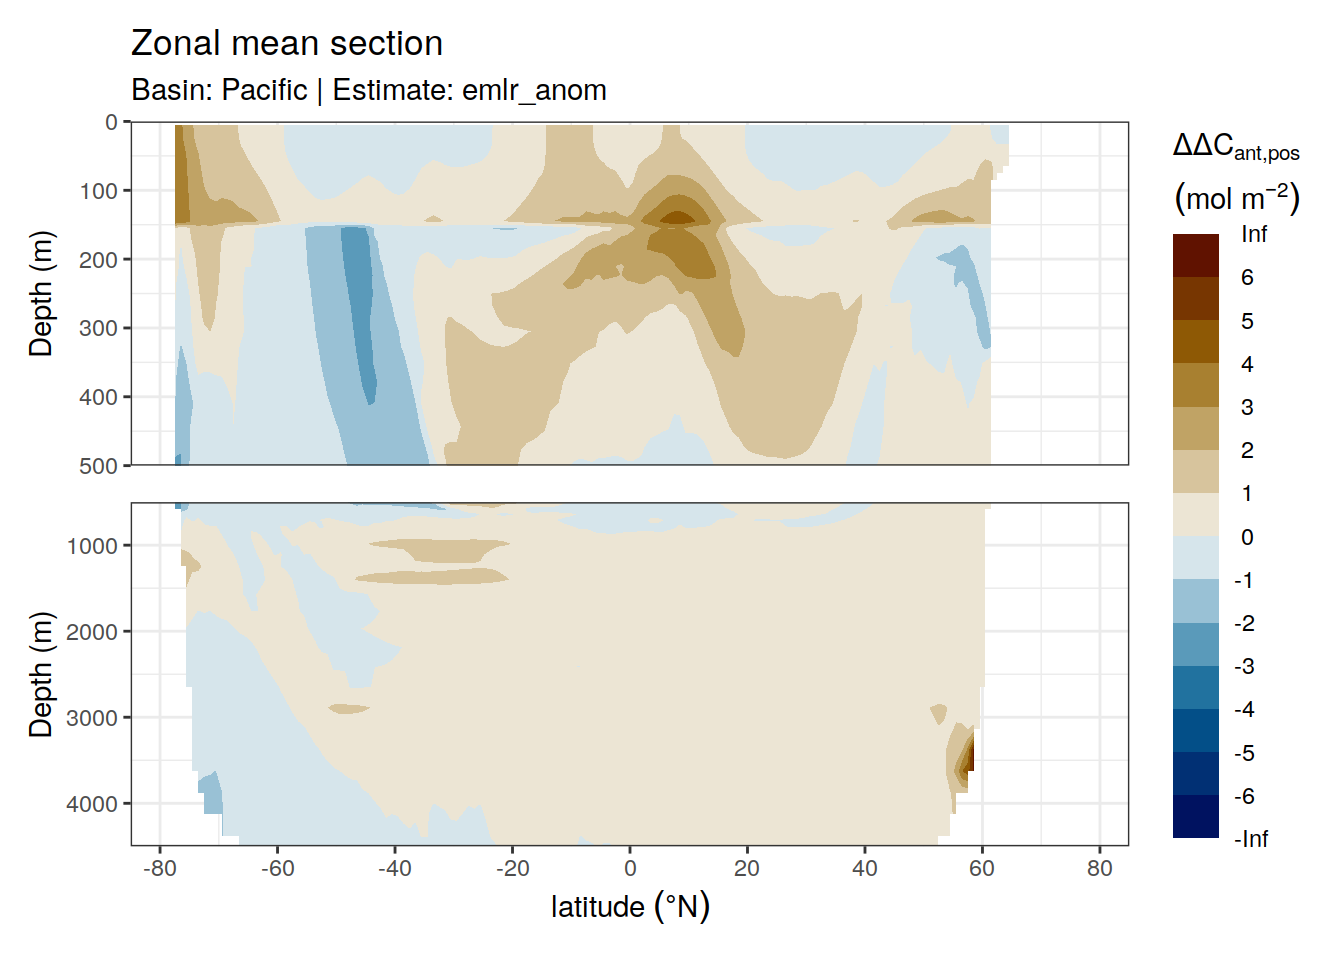 Zonal mean section
Basin: Pacific | Estimate: emlr_anom
Depth (m)
0
100
200
300
400
500
Depth (m)
1000
2000
3000
4000
-80 -60 -40 -20 0 20 40 60 80
latitude (°N)
ΔΔC_ant,pos
(mol m⁻²)
Inf
6
5
4
3
2
1
0
-1
-2
-3
-4
-5
-6
-Inf